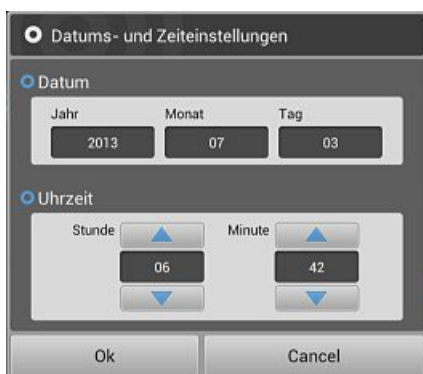 Datums- und Zeiteinstellungen
Datum
Jahr Monat Tag
2013 07 03
Uhrzeit
Stunde Minute
06 42
Ok Cancel